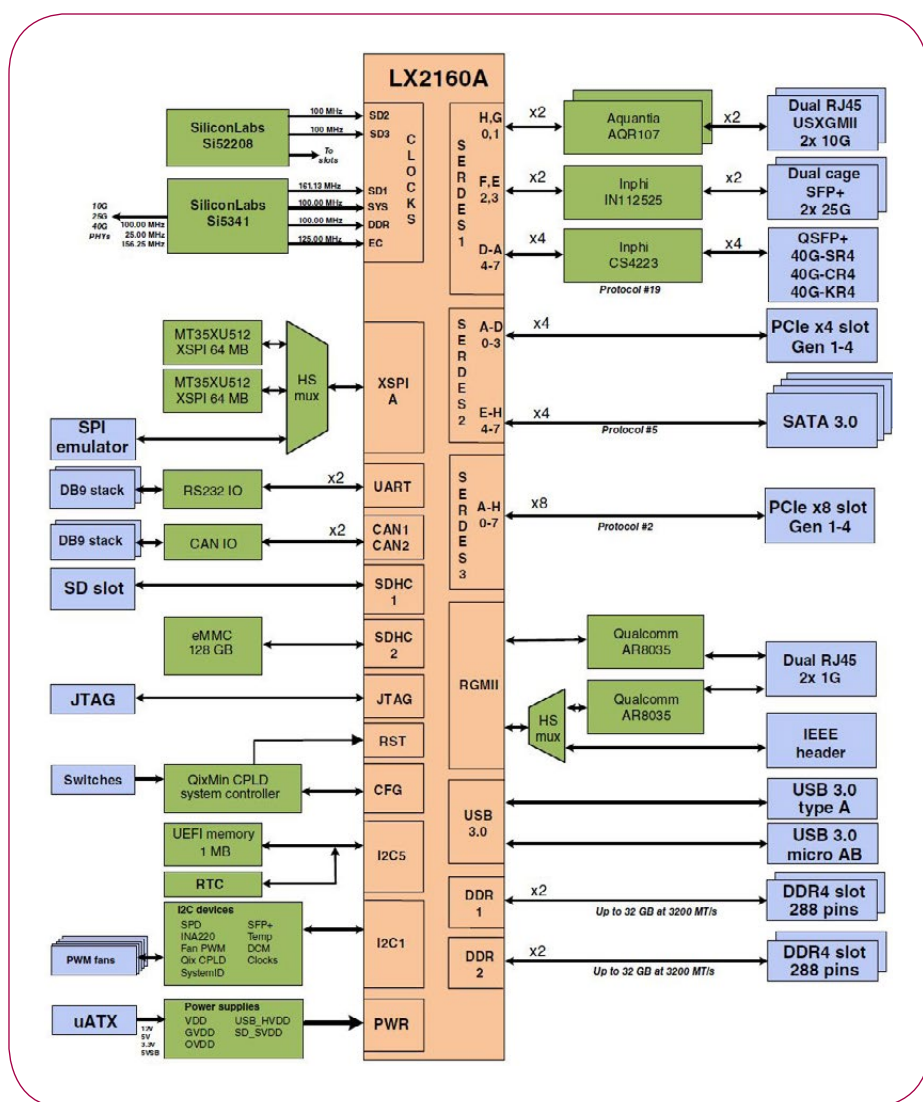 LX2160A
SiliconLabs
Si52208
100 MHz
100 MHz
To
slots
SD2
SD3
CLOCKS
SiliconLabs
Si5341
161.13 MHz
100.00 MHz
100.00 MHz
125.00 MHz
SD1
SYS
DDR
EC
10G
25G
40G
PHYs
100.00 MHz
25.00 MHz
156.25 MHz
MT35XU512
XSPI 64 MB
MT35XU512
XSPI 64 MB
HS
mux
XSPI
A
SPI
emulator
DB9 stack
RS232 IO
x2
UART
DB9 stack
CAN IO
x2
CAN1
CAN2
SD slot
SDHC
1
eMMC
128 GB
SDHC
2
JTAG
JTAG
RST
Switches
QixMin CPLD
system controller
CFG
UEFI memory
1 MB
I2C5
RTC
I2C devices
SPD SFP+
INA220 Temp
Fan PWM DCM
Qix CPLD Clocks
SystemID
PWM fans
I2C1
uATX
12V
5V
3.3V
5VSB
Power supplies
VDD USB_HVDD
GVDD SD_SVDD
OVDD
PWR
SERDES1
H,G
0,1
x2
Aquantia
AQR107
x2
Dual RJ45
USXGMII
2x 10G
F,E
2,3
x2
Inphi
IN112525
x2
Dual cage
SFP+
2x 25G
D-A
4-7
x4
Inphi
CS4223
x4
QSFP+
40G-SR4
40G-CR4
40G-KR4
Protocol #19
SERDES2
A-D
0-3
x4
PCIe x4 slot
Gen 1-4
E-H
4-7
x4
Protocol #5
SATA 3.0
SERDES3
A-H
0-7
x8
Protocol #2
PCIe x8 slot
Gen 1-4
RGMII
Qualcomm
AR8035
Dual RJ45
2x 1G
HS
mux
Qualcomm
AR8035
IEEE
header
USB
3.0
USB 3.0
type A
USB 3.0
micro AB
DDR
1
x2
Up to 32 GB at 3200 MT/s
DDR4 slot
288 pins
DDR
2
x2
Up to 32 GB at 3200 MT/s
DDR4 slot
288 pins